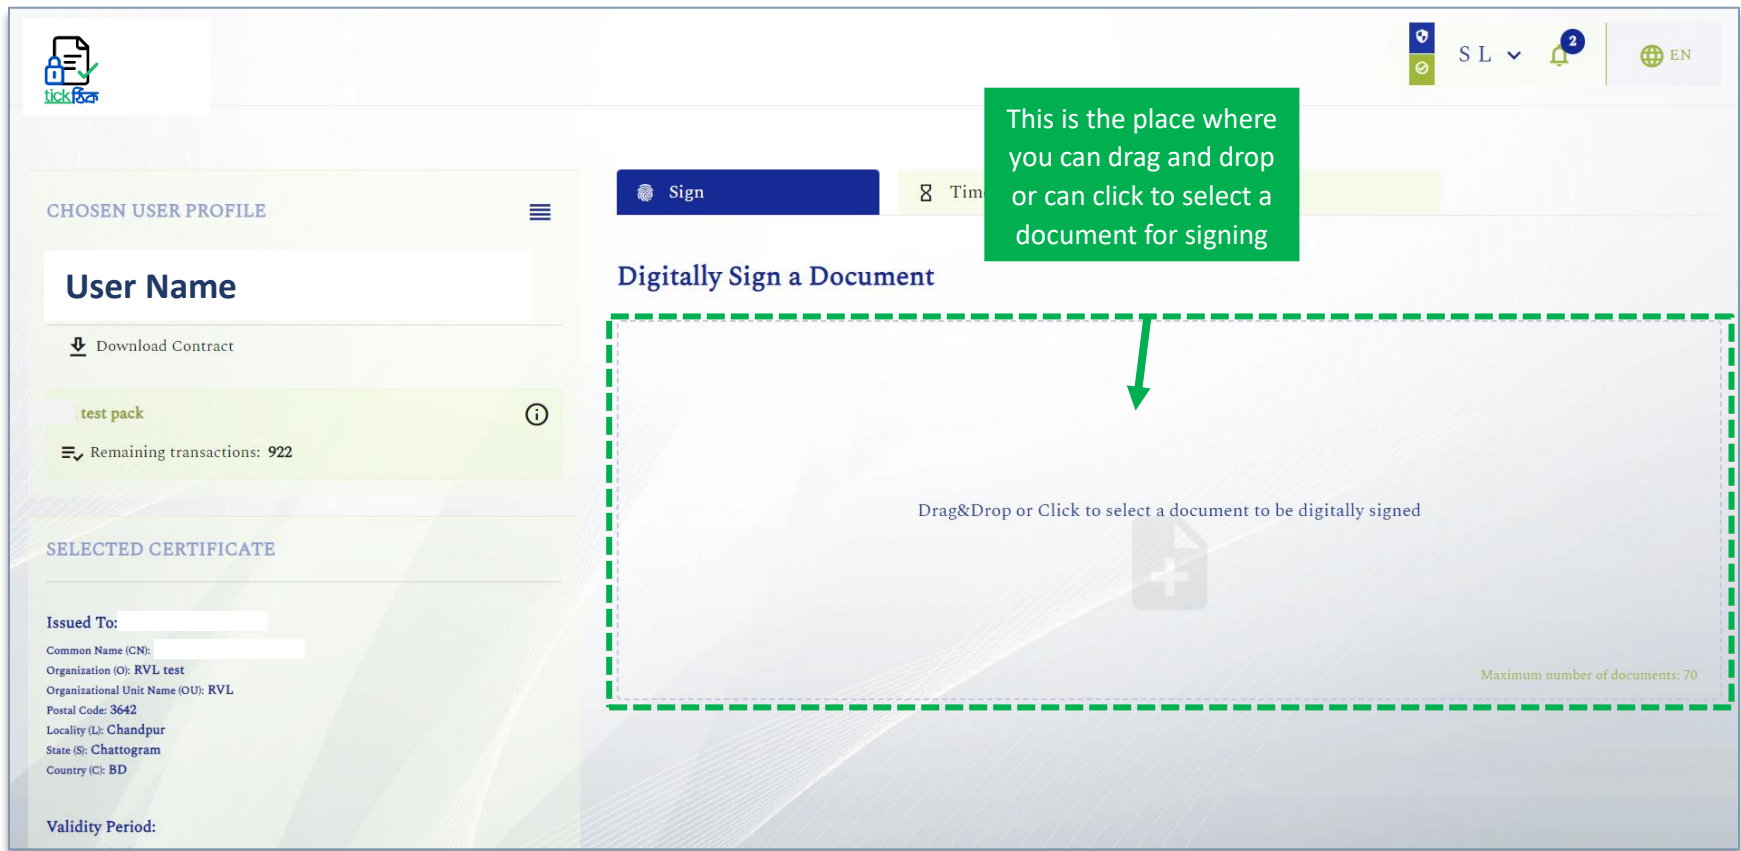 tickঠিক
S L
2
EN
This is the place where
you can drag and drop
or can click to select a
document for signing
CHOSEN USER PROFILE
User Name
Download Contract
test pack
Remaining transactions: 922
SELECTED CERTIFICATE
Issued To:
Common Name (CN):
Organization (O): RVL test
Organizational Unit Name (OU): RVL
Postal Code: 3642
Locality (L): Chandpur
State (S): Chattogram
Country (C): BD
Validity Period:
Sign
Digitally Sign a Document
Drag&Drop or Click to select a document to be digitally signed
Maximum number of documents: 70